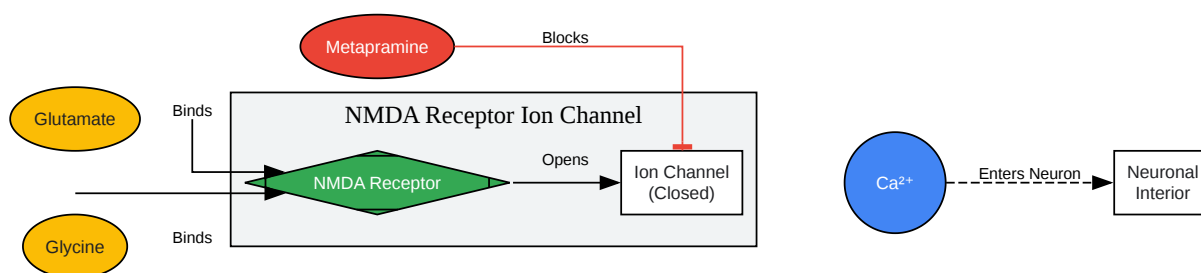 Metapramine
Blocks
Glutamate
Binds
NMDA Receptor Ion Channel
NMDA Receptor
Opens
Ion Channel
(Closed)
Ca²⁺
Enters Neuron
Neuronal
Interior
Glycine
Binds